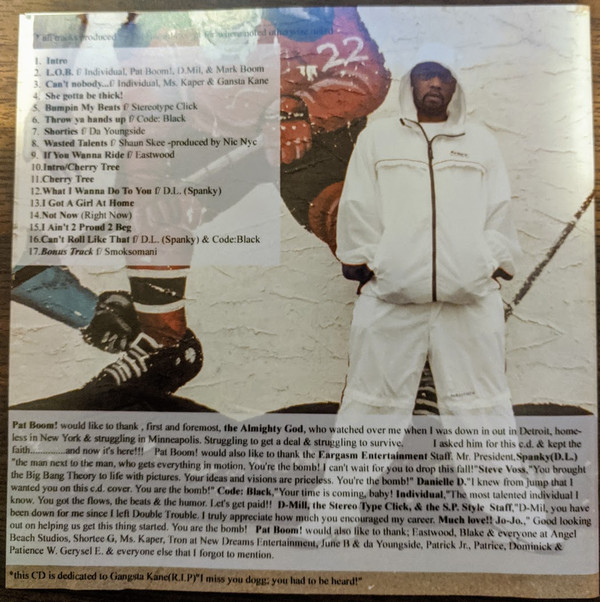 * all tracks produced
22
1. Intro
2. L.O.B. f/ Individual, Pat Boom!, D.Mil, & Mark Boom
3. Can't nobody...f/ Individual, Ms. Kaper & Gansta Kane
4. She gotta be thick!
5. Bumpin My Beats f/ Stereotype Click
6. Throw ya hands up f/ Code: Black
7. Shorties f/ Da Youngside
8. Wasted Talents f/ Shaun Skee -produced by Nic Nyc
9. If You Wanna Ride f/ Eastwood
10.Intro/Cherry Tree
11.Cherry Tree
12.What I Wanna Do To You f/ D.L. (Spanky)
13.I Got A Girl At Home
14.Not Now (Right Now)
15.I Ain't 2 Proud 2 Beg
16.Can't Roll Like That f/ D.L. (Spanky) & Code:Black
17.Bonus Track f/ Smoksomani
Pat Boom! would like to thank , first and foremost, the Almighty God, who watched over me when I was down in out in Detroit, home-
less in New York & struggling in Minneapolis. Struggling to get a deal & struggling to survive. I asked him for this c.d. & kept the
faith..............and now it's here!!! Pat Boom! would also like to thank the Eargasm Entertainment Staff, Mr. President,Spanky(D.L.)
"the man next to the man, who gets everything in motion. You're the bomb! I can't wait for you to drop this fall!"Steve Voss,"You brought
the Big Bang Theory to life with pictures. Your ideas and visions are priceless. You're the bomb!" Danielle D."I knew from jump that I
wanted you on this c.d. cover. You are the bomb!" Code: Black,"Your time is coming, baby! Individual,"The most talented individual I
know. You got the flows, the beats & the humor. Let's get paid!! D-Mill, the Stereo Type Click, & the S.P. Style Staff,"D-Mil, you have
been down for me since I left Double Trouble. I truly appreciate how much you encouraged my career. Much love!! Jo-Jo.," Good looking
out on helping us get this thing started. You are the bomb! Pat Boom! would also like to thank; Eastwood, Blake & everyone at Angel
Beach Studios, Shortee G, Ms. Kaper, Tron at New Dreams Entertainment, June B & da Youngside, Patrick Jr., Patrice, Dominick &
Patience W. Gerysel E. & everyone else that I forgot to mention.
*this CD is dedicated to Gangsta Kane(R.I.P)"I miss you dogg; you had to be heard!"